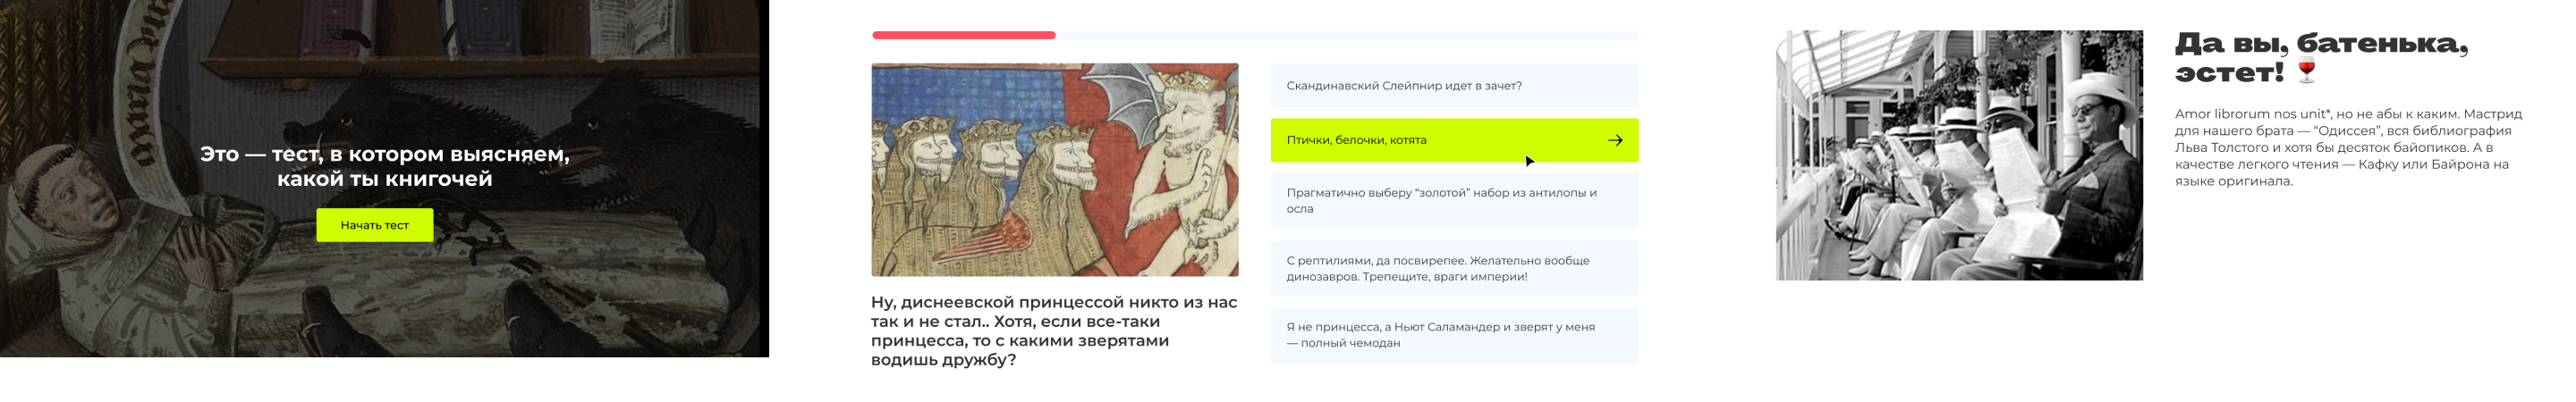 Это — тест, в котором выясняем,
какой ты книгочей
Начать тест
Ну, диснеевской принцессой никто из нас
так и не стал.. Хотя, если все-таки
принцесса, то с какими зверятами
водишь дружбу?
Скандинавский Слейпнир идет в зачет?
Птички, белочки, котята
Прагматично выберу “золотой” набор из антилопы и
осла
С рептилиями, да посвирепее. Желательно вообще
динозавров. Трепещите, враги империи!
Я не принцесса, а Ньют Саламандер и зверят у меня
— полный чемодан
Да вы, батенька,
эстет! 🍷
Amor librorum nos unit*, но не абы к каким. Мастрид
для нашего брата — “Одиссея”, вся библиография
Льва Толстого и хотя бы десяток байопиков. А в
качестве легкого чтения — Кафку или Байрона на
языке оригинала.